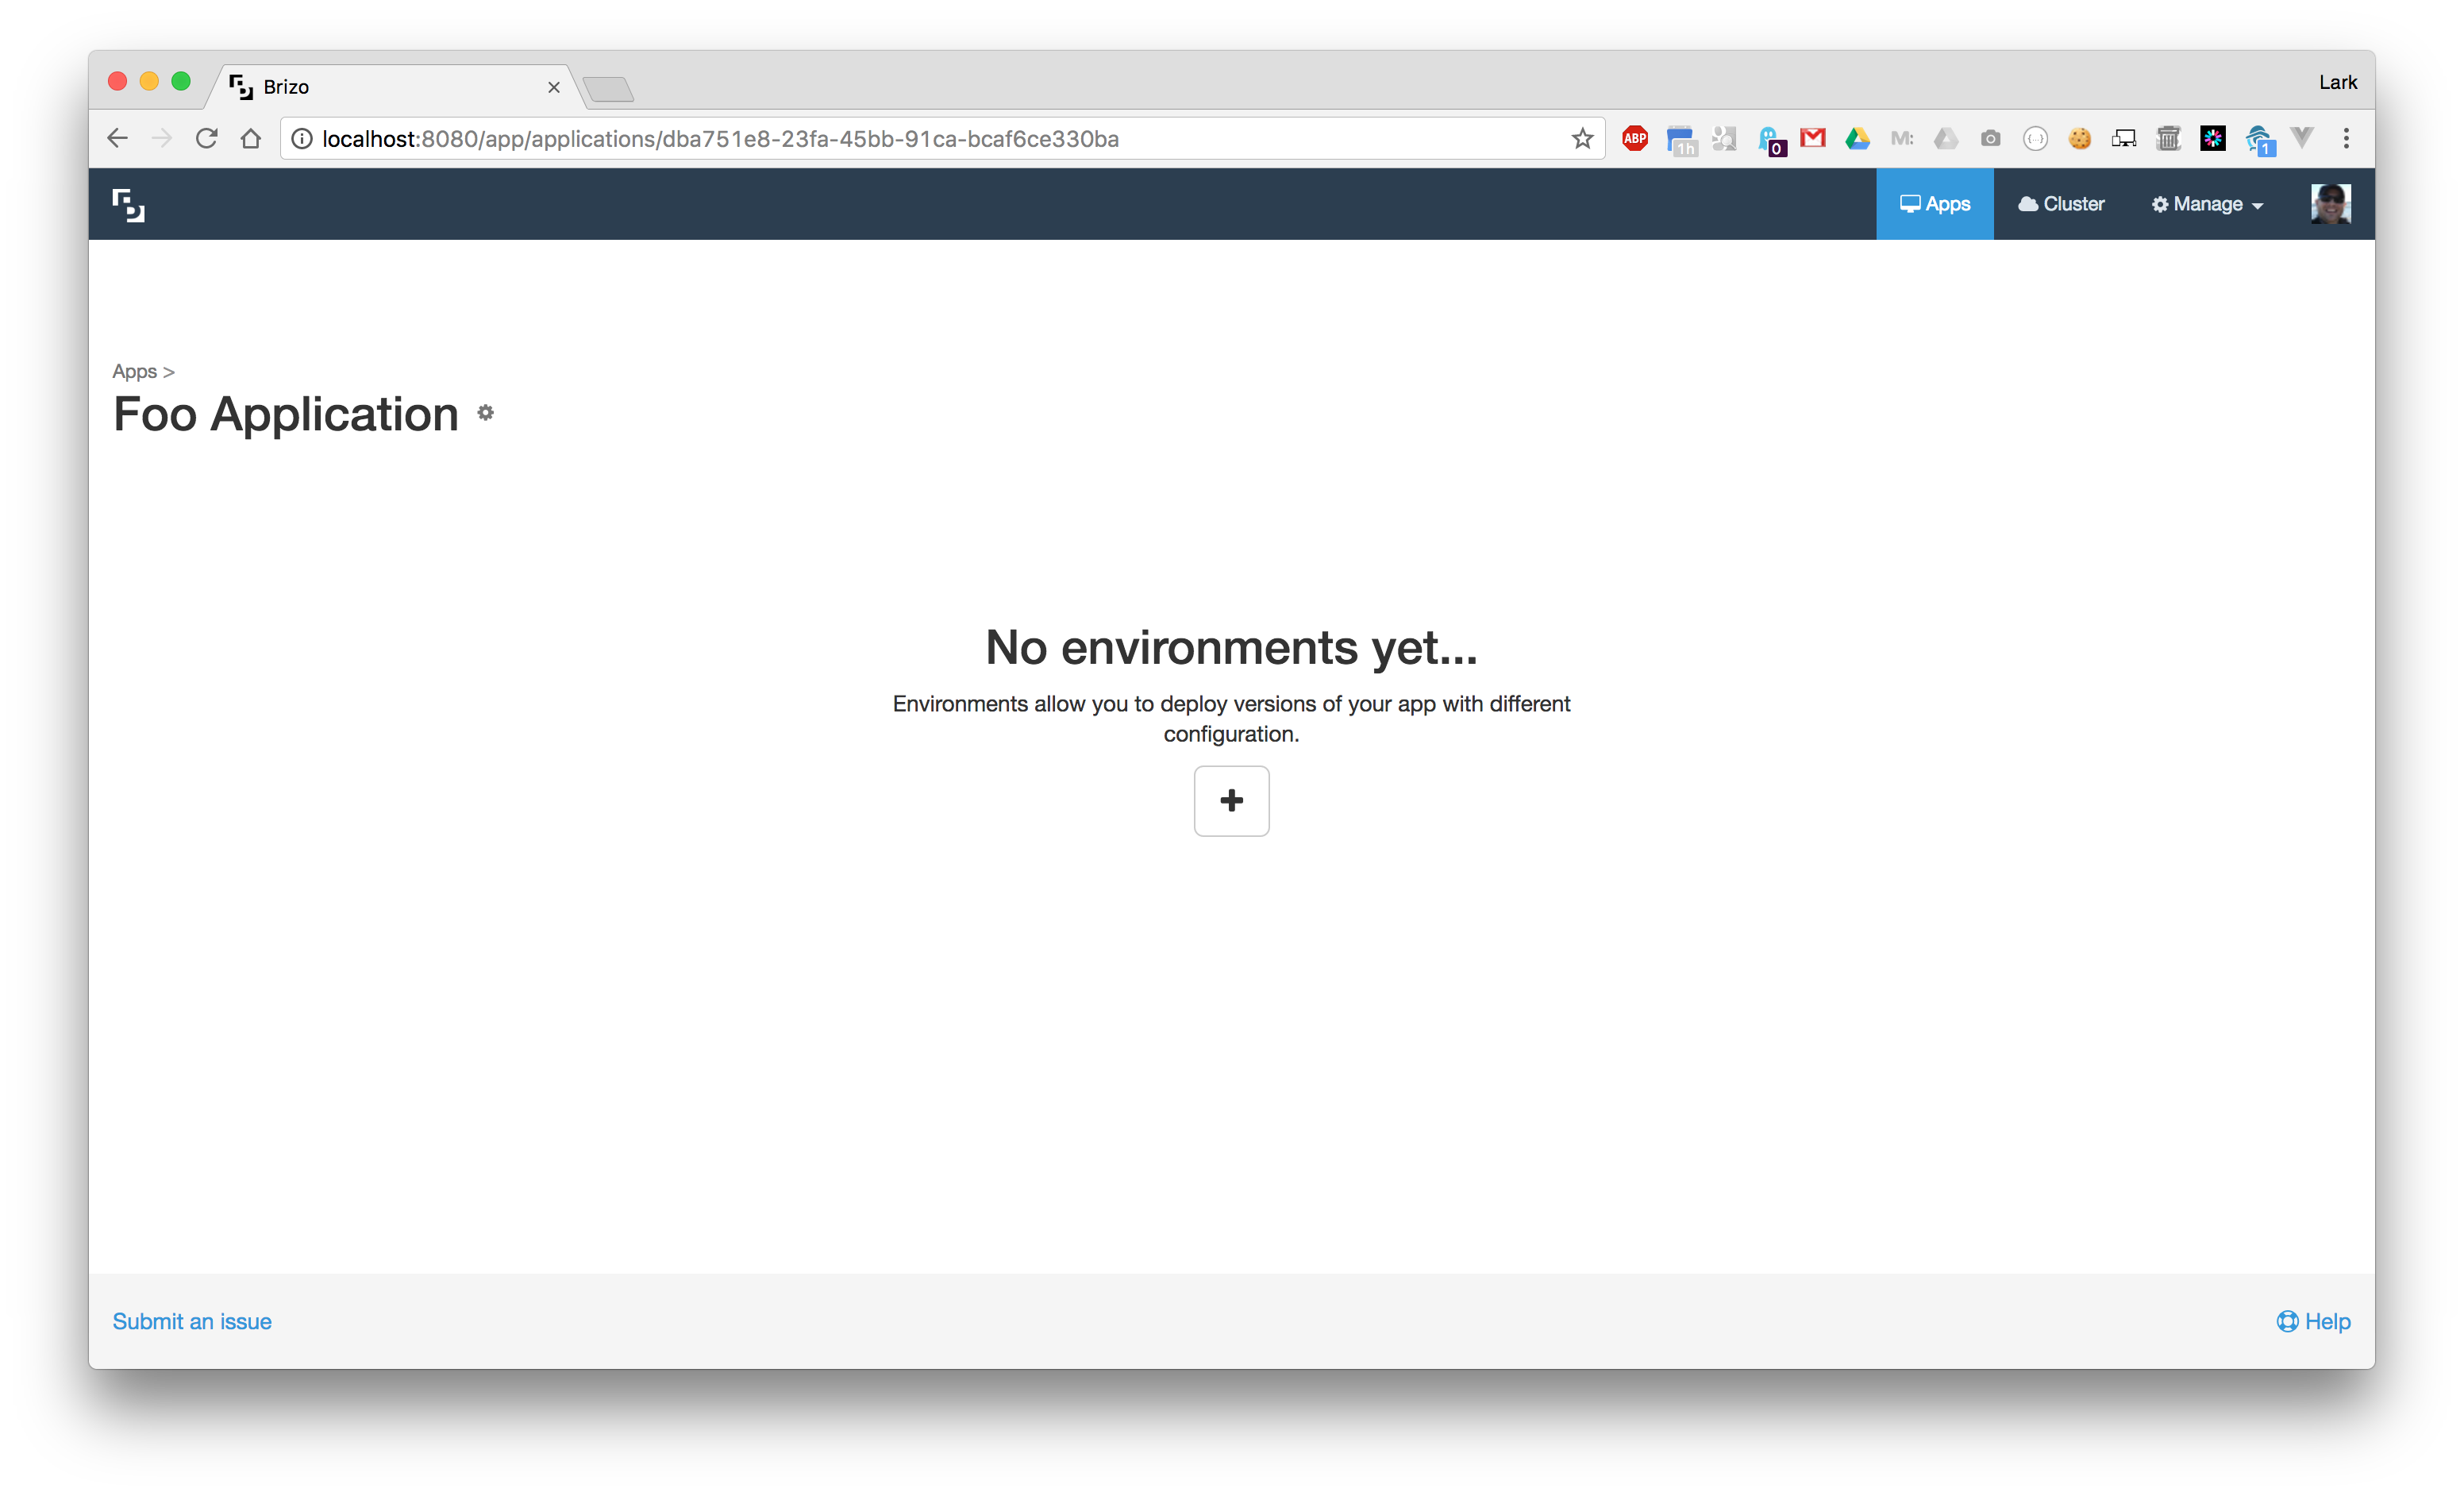 Brizo
Lark
localhost:8080/app/applications/dba751e8-23fa-45bb-91ca-bcaf6ce330ba
ABP
1h
0
M:
{...}
1
Apps
Cluster
Manage
Apps >
Foo Application
No environments yet...
Environments allow you to deploy versions of your app with different
configuration.
Submit an issue
Help